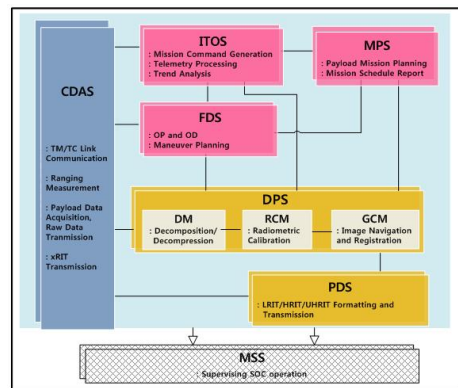 CDAS
: TM/TC Link
Communication
: Ranging
Measurement
: Payload Data
Acquisition,
Raw Data
Tranmission
: xRIT
Transmission
ITOS
: Mission Command Generation
: Telemetry Processing
: Trend Analysis
MPS
: Payload Mission Planning
: Mission Schedule Report
FDS
: OP and OD
: Maneuver Planning
DPS
DM
: Decomposition/
Decompression
RCM
: Radiometric
Calibration
GCM
: Image Navigation
and Registration
PDS
: LRIT/HRIT/UHRIT Formatting and
Transmission
MSS
: Supervising SOC operation